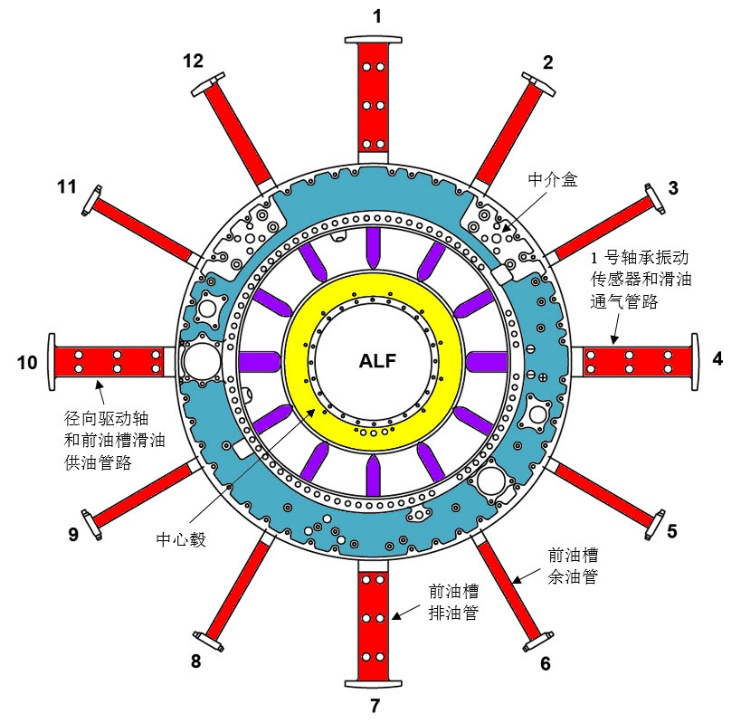 1
12
2
11
中介盒
3
1 号轴承振动
传感器和滑油
通气管路
10
ALF
4
径向驱动轴
和前油槽滑油
供油管路
9
中心毂
前油槽
余油管
5
前油槽
排油管
8
6
7